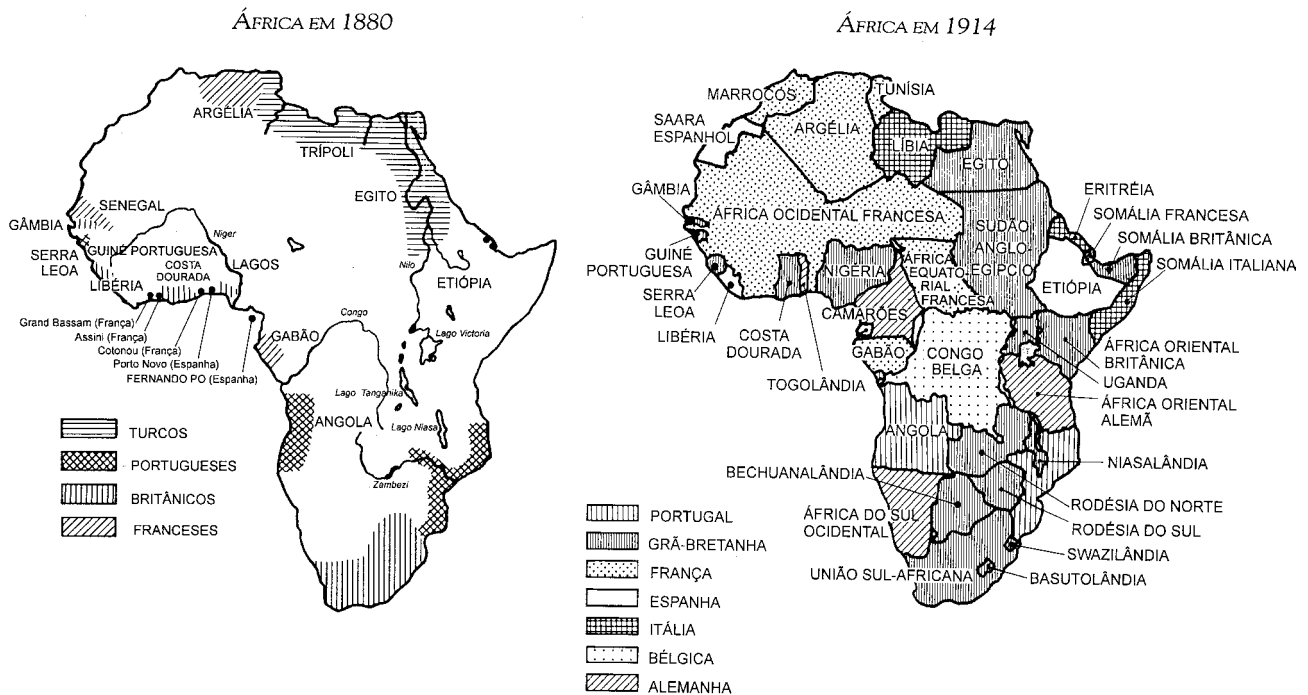 ÁFRICA EM 1880
ARGÉLIA
TRÍPOLI
EGITO
SENEGAL
GÂMBIA
Niger
SERRA
LEOA
GUINÉ PORTUGUESA
COSTA
DOURADA
LAGOS
LIBÉRIA
Nilo
ETIÓPIA
Grand Bassam (França)
Assini (França)
Cotonou (França)
Porto Novo (Espanha)
FERNANDO PO (Espanha)
GABÃO
Congo
Lago Victoria
Lago Tanganika
ANGOLA
Lago Niasa
Zambezi
TURCOS
PORTUGUESES
BRITÂNICOS
FRANCESES
ÁFRICA EM 1914
MARROCOS
TUNÍSIA
SAARA
ESPANHOL
ARGÉLIA
LÍBIA
EGITO
GÂMBIA
ÁFRICA OCIDENTAL FRANCESA
SUDÃO
ANGLO-
EGÍPCIO
ERITRÉIA
SOMÁLIA FRANCESA
SOMÁLIA BRITÂNICA
SOMÁLIA ITALIANA
GUINÉ
PORTUGUESA
SERRA
LEOA
LIBÉRIA
NIGÉRIA
ÁFRICA
EQUATO
RIAL
FRANCESA
ETIÓPIA
COSTA
DOURADA
CAMARÕES
TOGOLÂNDIA
GABÃO
CONGO
BELGA
ÁFRICA ORIENTAL
BRITÂNICA
UGANDA
ÁFRICA ORIENTAL
ALEMÃ
ANGOLA
NIASALÂNDIA
BECHUANALÂNDIA
RODÉSIA DO NORTE
RODÉSIA DO SUL
ÁFRICA DO SUL
OCIDENTAL
SWAZILÂNDIA
UNIÃO SUL-AFRICANA
BASUTOLÂNDIA
PORTUGAL
GRÃ-BRETANHA
FRANÇA
ESPANHA
ITÁLIA
BÉLGICA
ALEMANHA